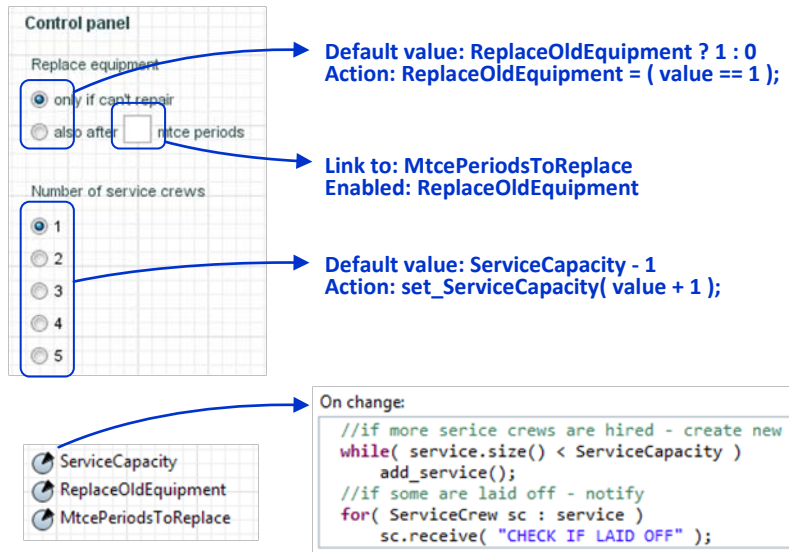 Control panel
Replace equipment
only if can't repair
also after mtce periods
Number of service crews
1
2
3
4
5
Default value: ReplaceOldEquipment ? 1 : 0
Action: ReplaceOldEquipment = ( value == 1 );
Link to: MtcePeriodsToReplace
Enabled: ReplaceOldEquipment
Default value: ServiceCapacity - 1
Action: set_ServiceCapacity( value + 1 );
ServiceCapacity
ReplaceOldEquipment
MtcePeriodsToReplace
On change:
//if more serice crews are hired - create new
while( service.size() < ServiceCapacity )
add_service();
//if some are laid off - notify
for( ServiceCrew sc : service )
sc.receive( "CHECK IF LAID OFF" );